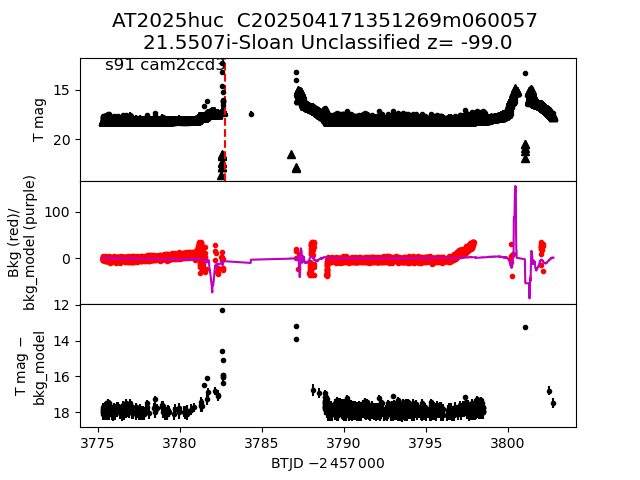 AT2025huc C202504171351269m060057
21.5507i-Sloan Unclassified z= -99.0
s91 cam2ccd3
T mag
15
20
Bkg (red)/
bkg_model (purple)
100
0
T mag −
bkg_model
12
14
16
18
3775 3780 3785 3790 3795 3800
BTJD −2 457 000